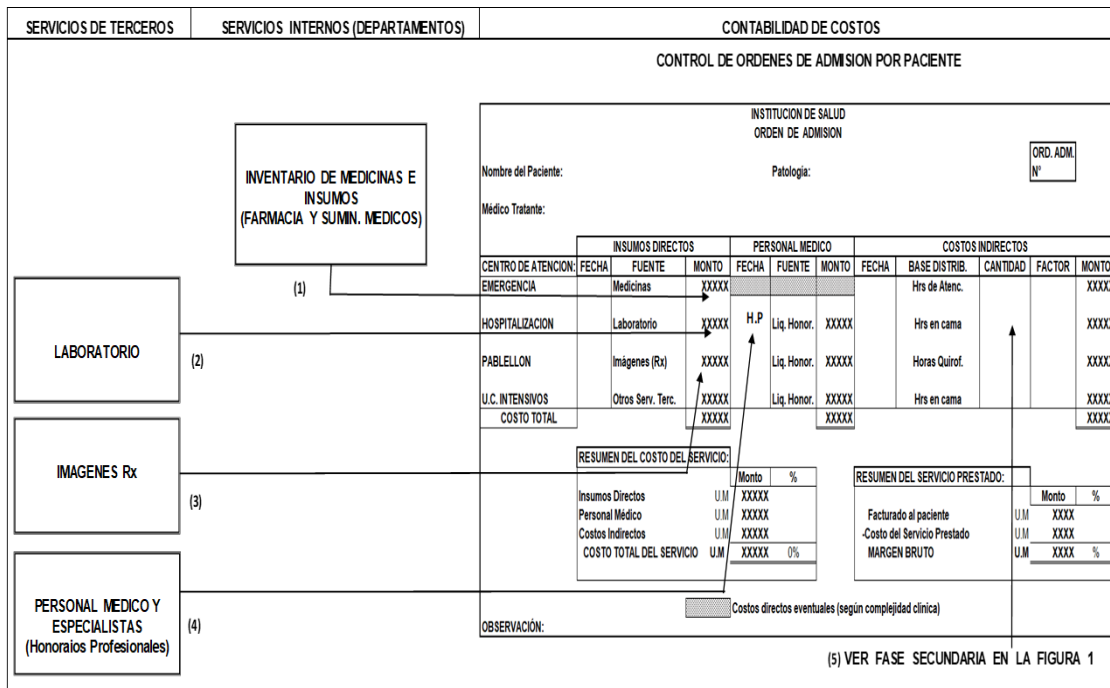 SERVICIOS DE TERCEROS SERVICIOS INTERNOS (DEPARTAMENTOS) CONTABILIDAD DE COSTOS
CONTROL DE ORDENES DE ADMISION POR PACIENTE
INSTITUCION DE SALUD
ORDEN DE ADMISION
ORD. ADM.
Nombre del Paciente: Patologia: Nº
Médico Tratante:
INVENTARIO DE MEDICINAS E
INSUMOS
(FARMACIA Y SUMIN. MEDICOS)
INSUMOS DIRECTOS PERSONAL MEDICO COSTOS INDIRECTOS
CENTRO DE ATENCION: FECHA FUENTE MONTO FECHA FUENTE MONTO FECHA BASE DISTRIB. CANTIDAD FACTOR MONTO
(1) EMERGENCIA Medicinas XXXXX Hrs de Atenc. XXXXX
LABORATORIO (2) HOSPITALIZACION Laboratorio XXXXX H.P Liq. Honor. XXXXX Hrs en cama XXXXX
PABLELLON Imágenes (Rx) XXXXX Liq. Honor. XXXXX Horas Quirof. XXXXX
U.C. INTENSIVOS Otros Serv. Terc. XXXXX Liq. Honor. XXXXX Hrs en cama XXXXX
COSTO TOTAL XXXXX XXXXX XXXXX
IMAGENES Rx (3)
RESUMEN DEL COSTO DEL SERVICIO:
Monto %
Insumos Directos U.M XXXXX
Personal Médico U.M XXXXX
Costos Indirectos U.M XXXXX
COSTO TOTAL DEL SERVICIO U.M XXXXX 0%
RESUMEN DEL SERVICIO PRESTADO:
Monto %
Facturado al paciente U.M XXXX
-Costo del Servicio Prestado U.M XXXX
MARGEN BRUTO U.M XXXX %
PERSONAL MEDICO Y
ESPECIALISTAS
(Honoraios Profesionales)
(4)
Costos directos eventuales (según complejidad clínica)
OBSERVACIÓN:
(5) VER FASE SECUNDARIA EN LA FIGURA 1